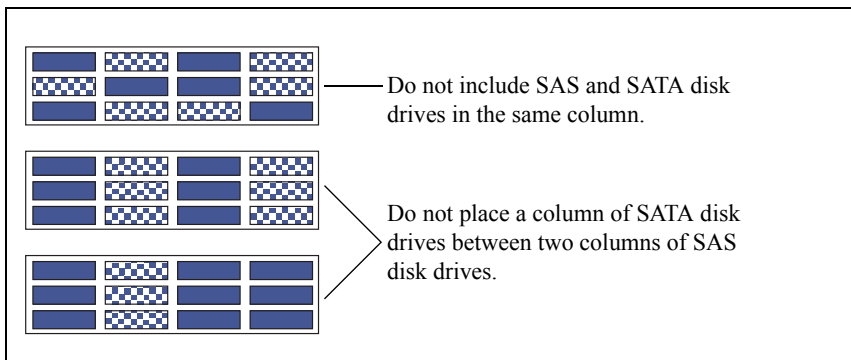 Do not include SAS and SATA disk
drives in the same column.
Do not place a column of SATA disk
drives between two columns of SAS
disk drives.